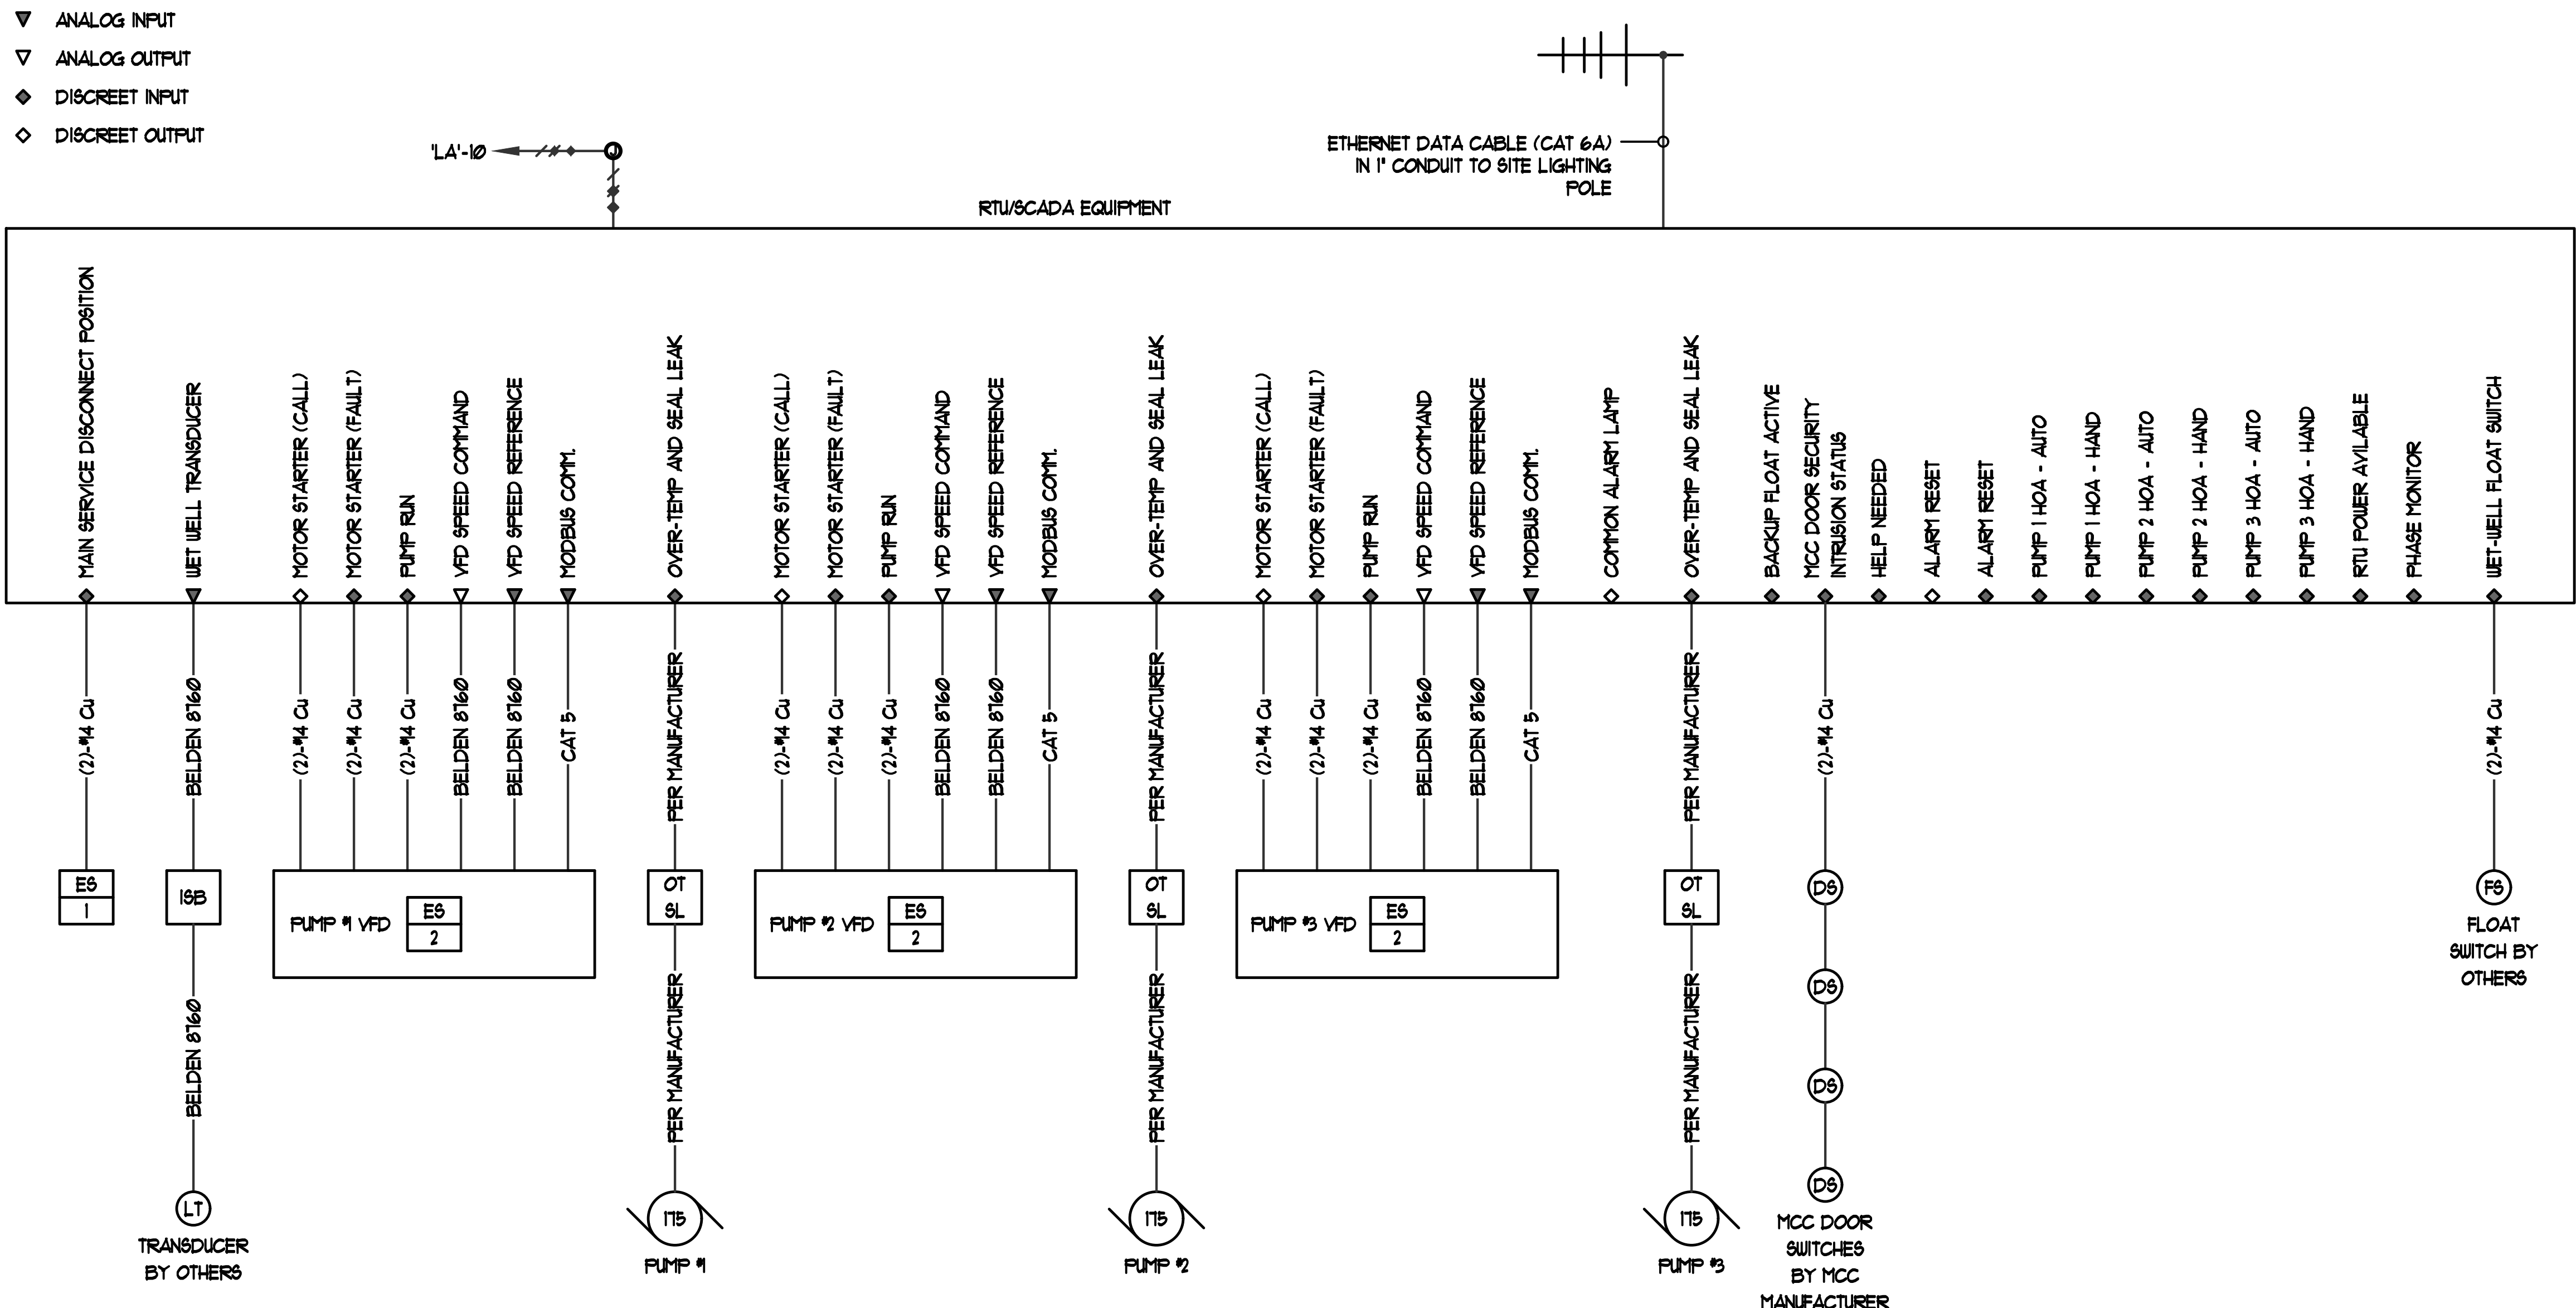 ANALOG INPUT
ANALOG OUTPUT
DISCREET INPUT
DISCREET OUTPUT
'LA'-10
J
ETHERNET DATA CABLE (CAT 6A)
IN 1" CONDUIT TO SITE LIGHTING
POLE
RTU/SCADA EQUIPMENT
MAIN SERVICE DISCONNECT POSITION
WET WELL TRANSDUCER
MOTOR STARTER (CALL)
MOTOR STARTER (FAULT)
PUMP RUN
VFD SPEED COMMAND
VFD SPEED REFERENCE
MODBUS COMM.
OVER-TEMP AND SEAL LEAK
MOTOR STARTER (CALL)
MOTOR STARTER (FAULT)
PUMP RUN
VFD SPEED COMMAND
VFD SPEED REFERENCE
MODBUS COMM.
OVER-TEMP AND SEAL LEAK
MOTOR STARTER (CALL)
MOTOR STARTER (FAULT)
PUMP RUN
VFD SPEED COMMAND
VFD SPEED REFERENCE
MODBUS COMM.
COMMON ALARM LAMP
OVER-TEMP AND SEAL LEAK
BACKUP FLOAT ACTIVE
MCC DOOR SECURITY
INTRUSION STATUS
HELP NEEDED
ALARM RESET
ALARM RESET
PUMP 1 HOA - AUTO
PUMP 1 HOA - HAND
PUMP 2 HOA - AUTO
PUMP 2 HOA - HAND
PUMP 3 HOA - AUTO
PUMP 3 HOA - HAND
RTU POWER AVILABLE
PHASE MONITOR
WET-WELL FLOAT SWITCH
(2)-#14 Cu
BELDEN 8760
(2)-#14 Cu
(2)-#14 Cu
(2)-#14 Cu
BELDEN 8760
BELDEN 8760
CAT 5
PER MANUFACTURER
(2)-#14 Cu
(2)-#14 Cu
(2)-#14 Cu
BELDEN 8760
BELDEN 8760
CAT 5
PER MANUFACTURER
(2)-#14 Cu
(2)-#14 Cu
(2)-#14 Cu
BELDEN 8760
BELDEN 8760
CAT 5
PER MANUFACTURER
(2)-#14 Cu
(2)-#14 Cu
ES
1
ISB
PUMP #1 VFD
ES
2
OT
SL
PUMP #2 VFD
ES
2
OT
SL
PUMP #3 VFD
ES
2
OT
SL
DS
DS
DS
DS
FS
FLOAT
SWITCH BY
OTHERS
BELDEN 8760
PER MANUFACTURER
PER MANUFACTURER
PER MANUFACTURER
LT
TRANSDUCER
BY OTHERS
175
PUMP #1
175
PUMP #2
175
PUMP #3
MCC DOOR
SWITCHES
BY MCC
MANUFACTURER